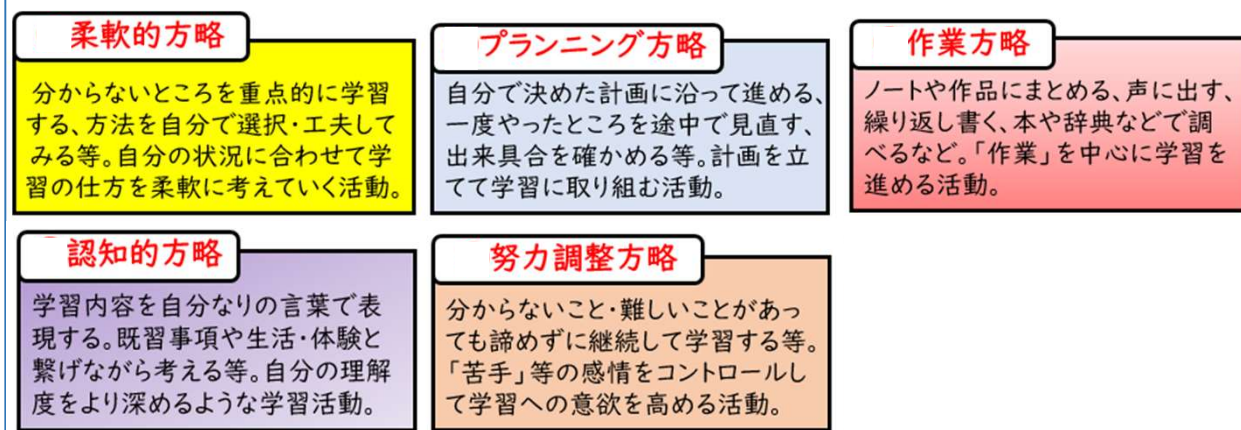 柔軟的方略
分からないところを重点的に学習
する、方法を自分で選択・工夫して
みる等。自分の状況に合わせて学
習の仕方を柔軟に考えていく活動。
プランニング方略
自分で決めた計画に沿って進める、
一度やったところを途中で見直す、
出来具合を確かめる等。計画を立
てて学習に取り組む活動。
作業方略
ノートや作品にまとめる、声に出す、
繰り返し書く、本や辞典などで調
べるなど。「作業」を中心に学習を
進める活動。
認知的方略
学習内容を自分なりの言葉で表
現する。既習事項や生活・体験と
繋げながら考える等。自分の理解
度をより深めるような学習活動。
努力調整方略
分からないこと・難しいことがあっ
ても諦めずに継続して学習する等。
「苦手」等の感情をコントロールし
て学習への意欲を高める活動。